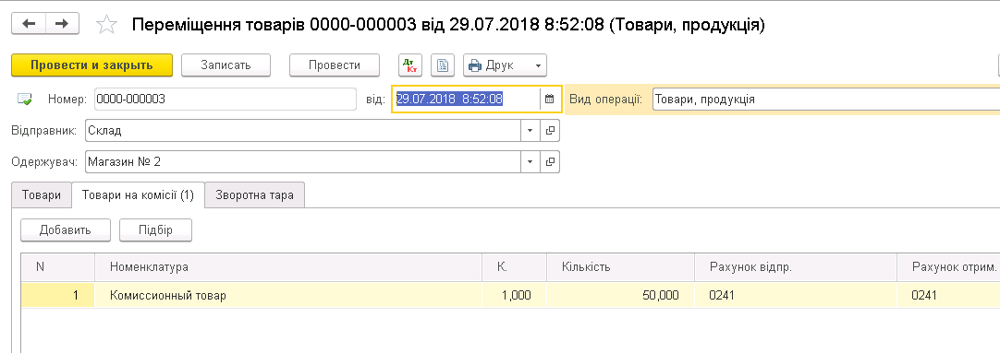 Переміщення товарів 0000-000003 від 29.07.2018 8:52:08 (Товари, продукція)
Провести и закрыть Записать Провести Дт Кт Друк
Номер: 0000-000003 від: 29.07.2018 8:52:08 Вид операції: Товари, продукція
Відправник: Склад
Одержувач: Магазин № 2
Товари Товари на комісії (1) Зворотна тара
Добавить Підбір
N Номенклатура К. Кількість Рахунок відпр. Рахунок отрим.
1 Комиссионный товар 1,000 50,000 0241 0241